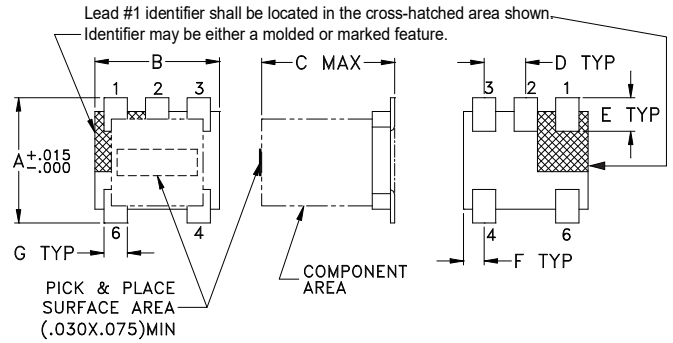 Lead #1 identifier shall be located in the cross-hatched area shown.
Identifier may be either a molded or marked feature.
B
C MAX
D TYP
1 2 3
3 2 1
E TYP
A +.015
-.000
6 4
4 6
G TYP
F TYP
COMPONENT
AREA
PICK & PLACE
SURFACE AREA
(.030X.075)MIN